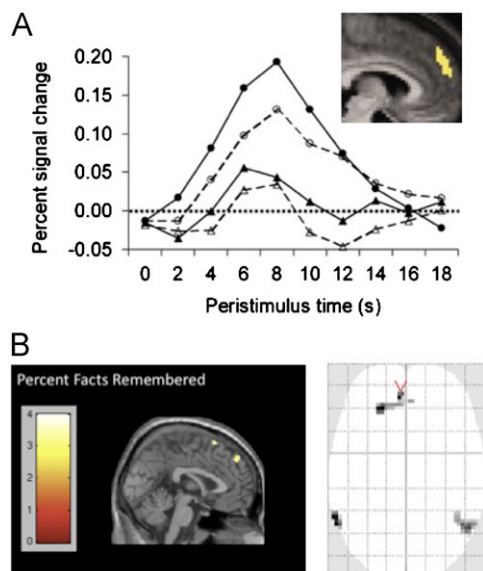 A
Percent signal change
0.20
0.15
0.10
0.05
0.00
-0.05
0 2 4 6 8 10 12 14 16 18
Peristimulus time (s)
B
Percent Facts Remembered
4
3
2
1
0